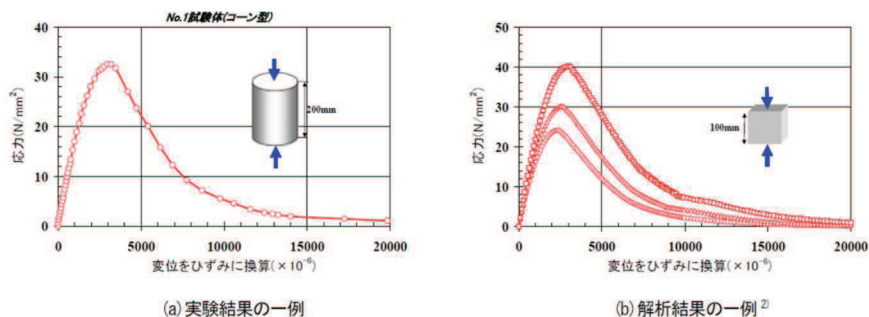 No.1試験体(コーン型)
40
30
20
10
0
応力(N/mm²)
200mm
0 5000 10000 15000 20000
変位をひずみに換算(×10⁻⁶)
(a) 実験結果の一例
50
40
30
20
10
0
応力(N/mm²)
100mm
0 5000 10000 15000 20000
変位をひずみに換算(×10⁻⁶)
(b) 解析結果の一例 ²⁾